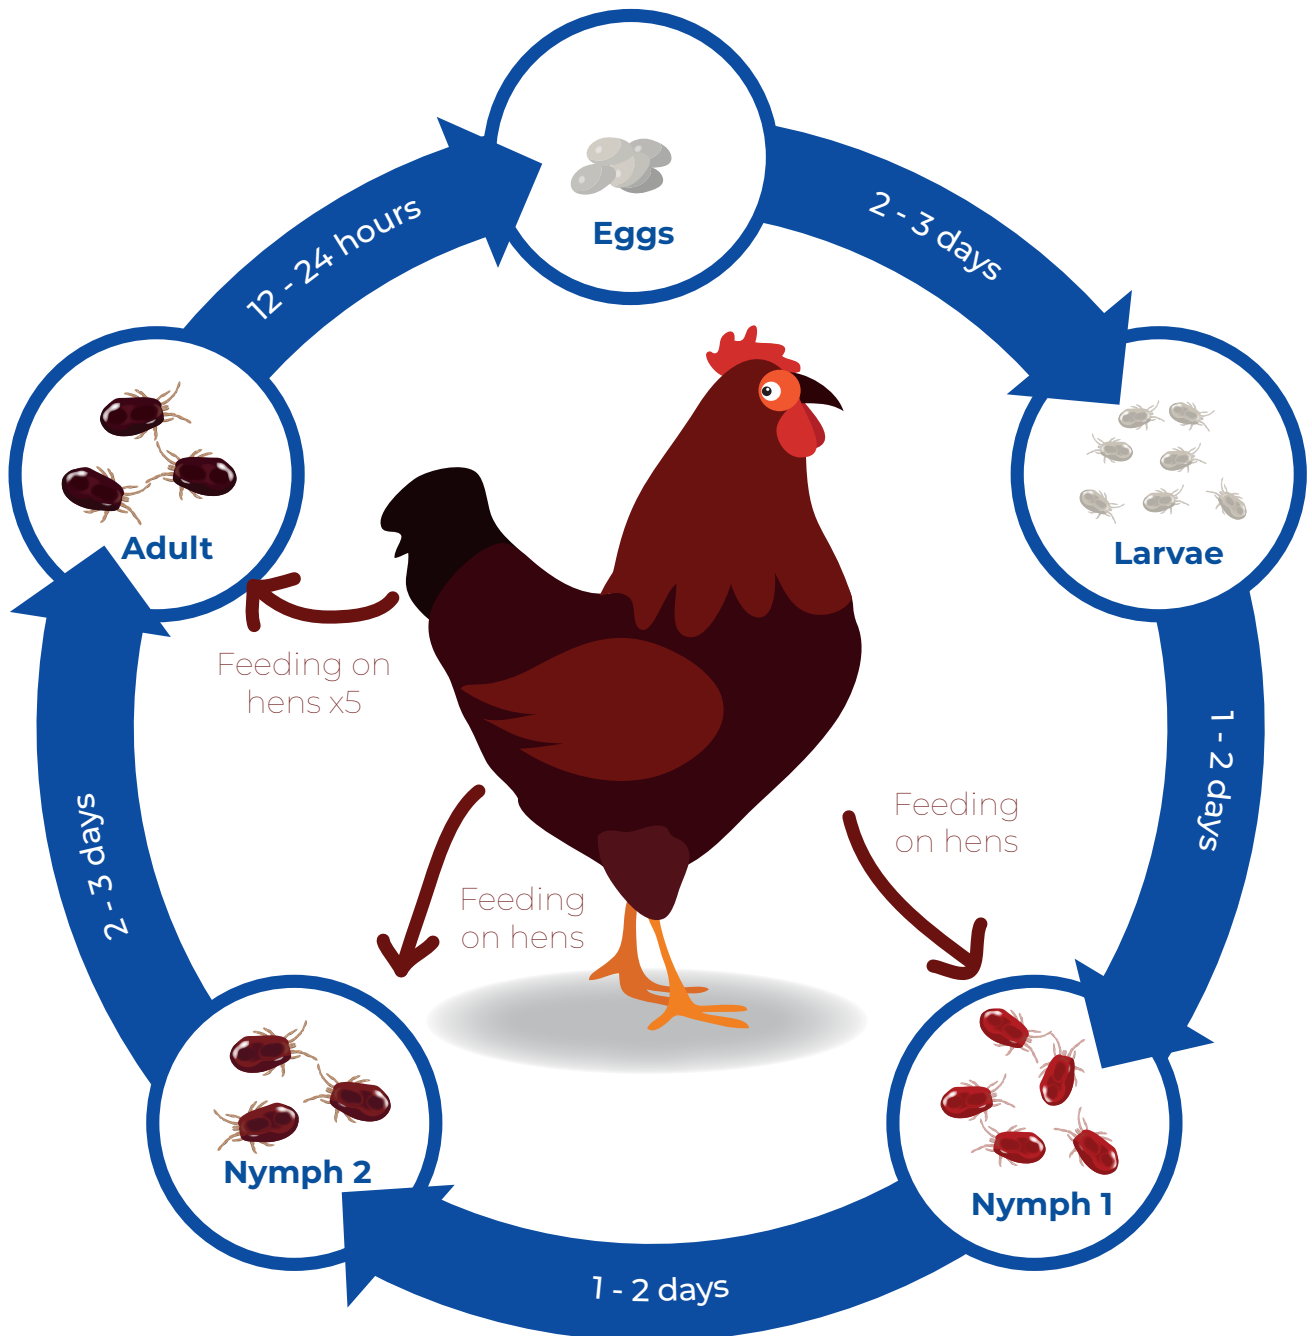 Eggs
2 - 3 days
Larvae
1 - 2 days
Feeding
on hens
Nymph 1
1 - 2 days
Feeding
on hens
Nymph 2
2 - 3 days
Feeding on
hens x5
Adult
12 - 24 hours